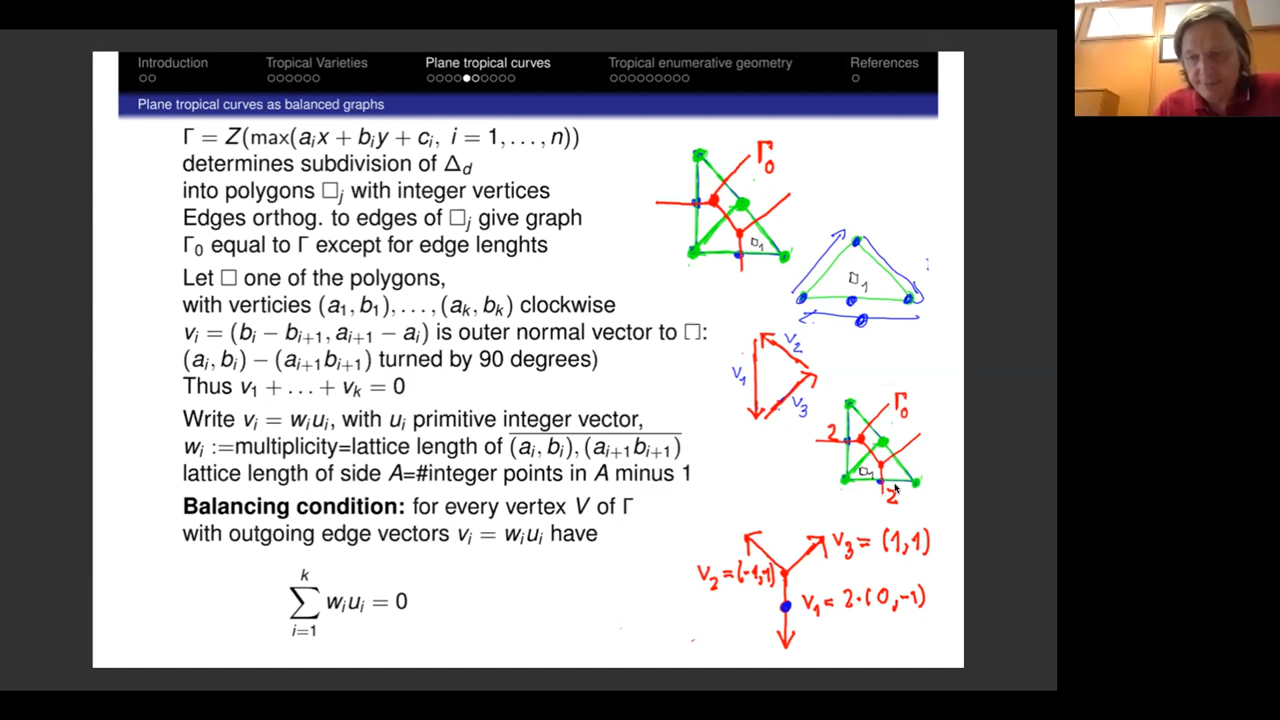 Introduction
Tropical Varieties
Plane tropical curves
Tropical enumerative geometry
References
Plane tropical curves as balanced graphs
Γ = Z(max(aᵢx + bᵢy + cᵢ, i = 1, . . . , n))
determines subdivision of Δ_d
into polygons □ⱼ with integer vertices
Edges orthog. to edges of □ⱼ give graph
Γ₀ equal to Γ except for edge lenghts
Let □ one of the polygons,
with verticies (a₁, b₁), . . . , (aₖ, bₖ) clockwise
vᵢ = (bᵢ − bᵢ₊₁, aᵢ₊₁ − aᵢ) is outer normal vector to □:
(aᵢ, bᵢ) − (aᵢ₊₁bᵢ₊₁) turned by 90 degrees)
Thus v₁ + . . . + vₖ = 0
Write vᵢ = wᵢuᵢ, with uᵢ primitive integer vector,
wᵢ :=multiplicity=lattice length of (aᵢ, bᵢ), (aᵢ₊₁bᵢ₊₁)
lattice length of side A=#integer points in A minus 1
Balancing condition: for every vertex V of Γ
with outgoing edge vectors vᵢ = wᵢuᵢ have
k
∑ wᵢuᵢ = 0
i=1
Γ₀
□₁
□₁
v₂
v₁
v₃
Γ₀
2
□₁
2
v₃ = (1,1)
v₂ = (-1,1)
v₁ = 2·(0,-1)